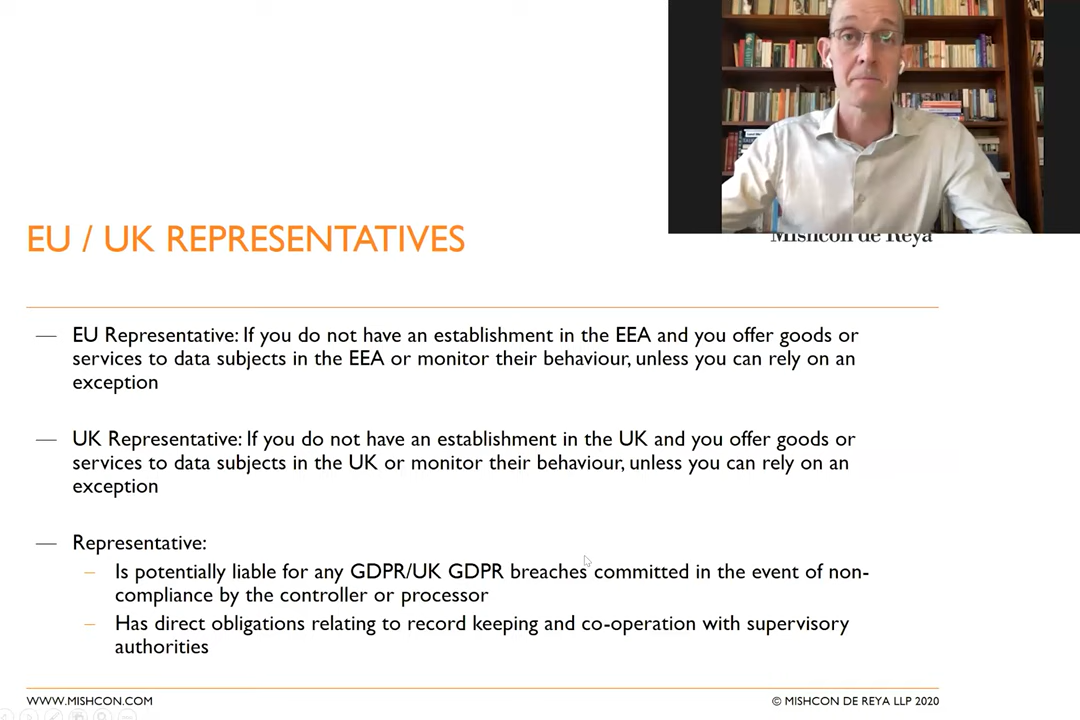 Mishcon de Reya
EU / UK REPRESENTATIVES
— EU Representative: If you do not have an establishment in the EEA and you offer goods or
services to data subjects in the EEA or monitor their behaviour, unless you can rely on an
exception
— UK Representative: If you do not have an establishment in the UK and you offer goods or
services to data subjects in the UK or monitor their behaviour, unless you can rely on an
exception
— Representative:
– Is potentially liable for any GDPR/UK GDPR breaches committed in the event of non-
compliance by the controller or processor
– Has direct obligations relating to record keeping and co-operation with supervisory
authorities
WWW.MISHCON.COM
© MISHCON DE REYA LLP 2020